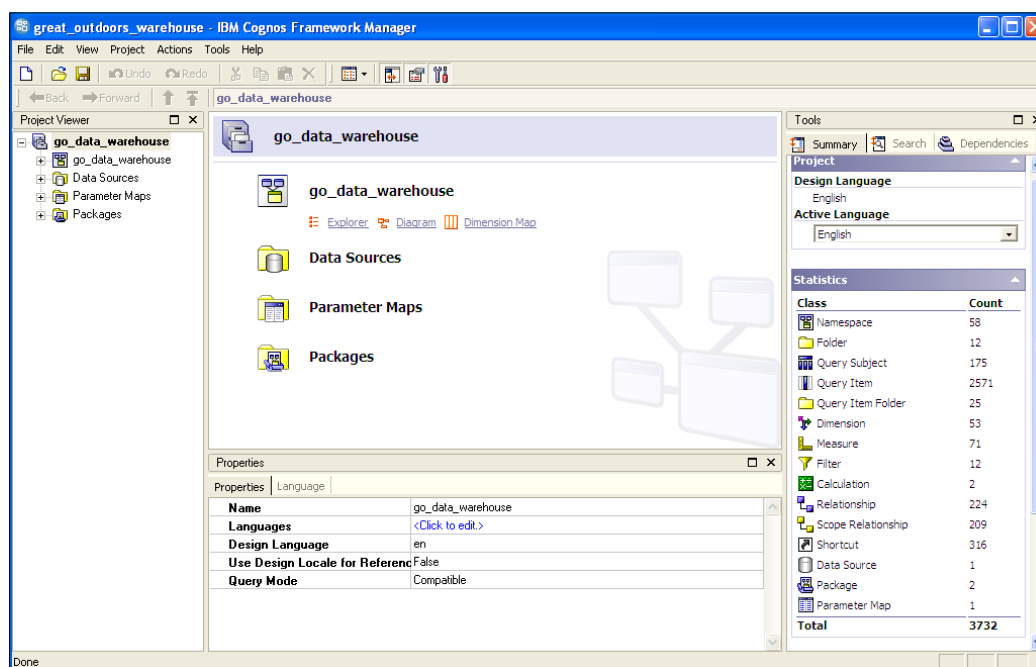 great_outdoors_warehouse - IBM Cognos Framework Manager
File Edit View Project Actions Tools Help
Undo Redo
Back Forward go_data_warehouse
Project Viewer
go_data_warehouse
go_data_warehouse
Data Sources
Parameter Maps
Packages
go_data_warehouse
go_data_warehouse
Explorer Diagram Dimension Map
Data Sources
Parameter Maps
Packages
Properties
Properties Language
Name go_data_warehouse
Languages <Click to edit.>
Design Language en
Use Design Locale for Referenc False
Query Mode Compatible
Tools
Summary Search Dependencies
Project
Design Language
English
Active Language
English
Statistics
Class Count
Namespace 58
Folder 12
Query Subject 175
Query Item 2571
Query Item Folder 25
Dimension 53
Measure 71
Filter 12
Calculation 2
Relationship 224
Scope Relationship 209
Shortcut 316
Data Source 1
Package 2
Parameter Map 1
Total 3732
Done